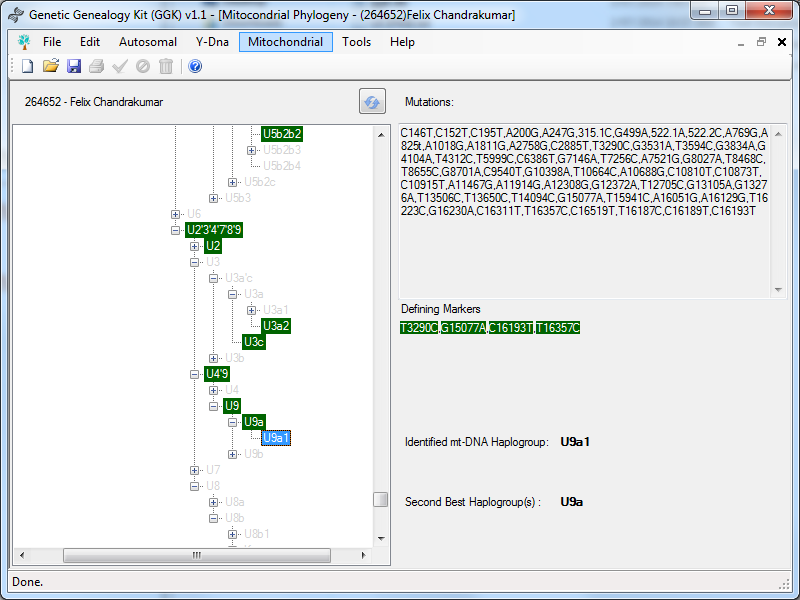 Genetic Genealogy Kit (GGK) v1.1 - [Mitocondrial Phylogeny - (264652)Felix Chandrakumar]
File Edit Autosomal Y-Dna Mitochondrial Tools Help
264652 - Felix Chandrakumar
Mutations:
U5b2b2
U5b2b3
U5b2b4
U5b2c
U5b3
U6
U2'3'4'7'8'9
U2
U3
U3a'c
U3a
U3a1
U3a2
U3c
U3b
U4'9
U4
U9
U9a
U9a1
U9b
U7
U8
U8a
U8b
U8b1
C146T,C152T,C195T,A200G,A247G,315.1C,G499A,522.1A,522.2C,A769G,A
825t,A1018G,A1811G,A2758G,C2885T,T3290C,G3531A,T3594C,G3834A,G
4104A,T4312C,T5999C,C6386T,G7146A,T7256C,A7521G,G8027A,T8468C,
T8655C,G8701A,C9540T,G10398A,T10664C,A10688G,C10810T,C10873T,
C10915T,A11467G,A11914G,A12308G,G12372A,T12705C,G13105A,G1327
6A,T13506C,T13650C,T14094C,G15077A,T15941C,A16051G,A16129G,T16
223C,G16230A,C16311T,T16357C,C16519T,T16187C,C16189T,C16193T
Defining Markers
T3290C,G15077A,C16193T,T16357C
Identified mt-DNA Haplogroup: U9a1
Second Best Haplogroup(s) : U9a
Done.